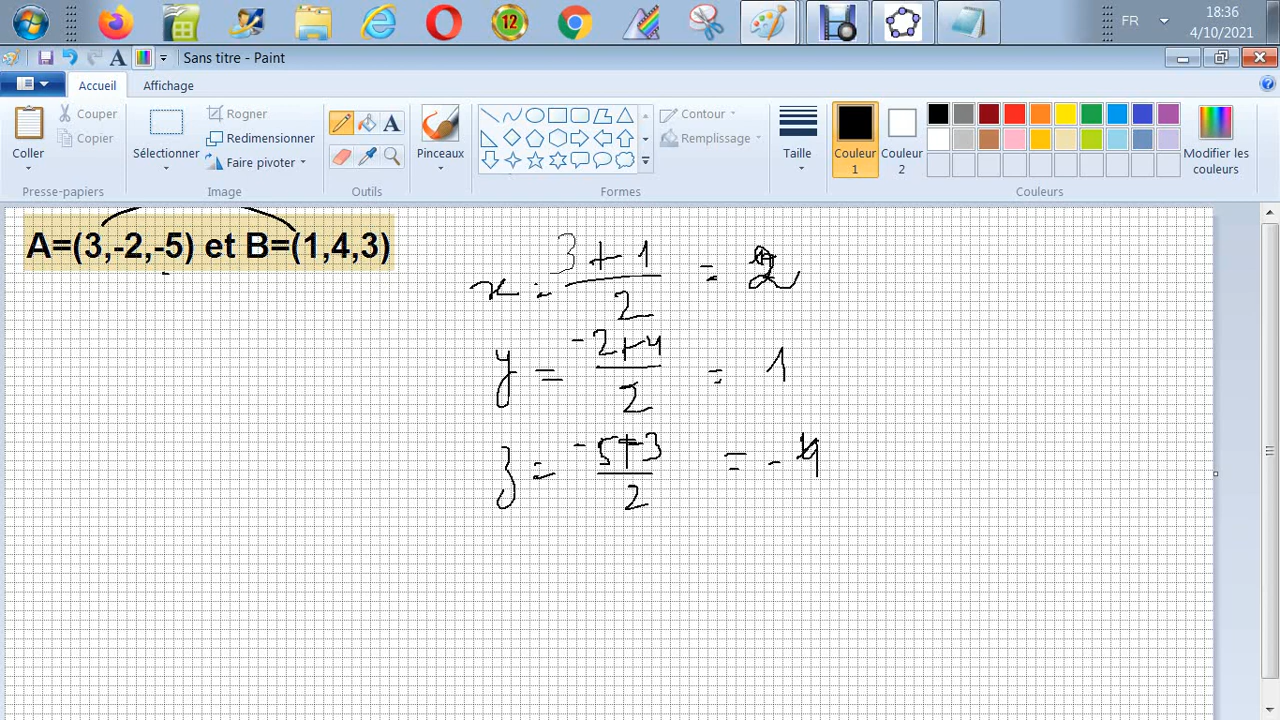 12
FR
18:36
4/10/2021
Sans titre - Paint
Accueil
Affichage
Coller
Couper
Copier
Presse-papiers
Sélectionner
Rogner
Redimensionner
Faire pivoter
Image
A
Outils
Pinceaux
Formes
Contour
Remplissage
Taille
Couleur 1
Couleur 2
Modifier les couleurs
Couleurs
A=(3,-2,-5) et B=(1,4,3)
x = 3+1/2 = 2
y = -2+4/2 = 1
z = -5+3/2 = -